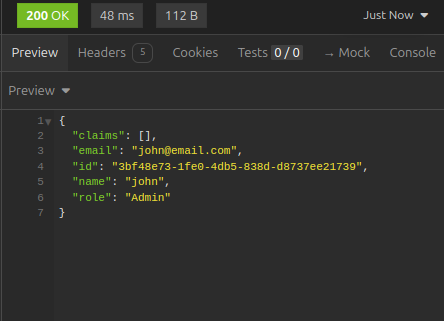 200 OK 48 ms 112 B Just Now
Preview Headers 5 Cookies Tests 0 / 0 → Mock Console
Preview
1 {
2 "claims": [],
3 "email": "john@email.com",
4 "id": "3bf48e73-1fe0-4db5-838d-d8737ee21739",
5 "name": "john",
6 "role": "Admin"
7 }